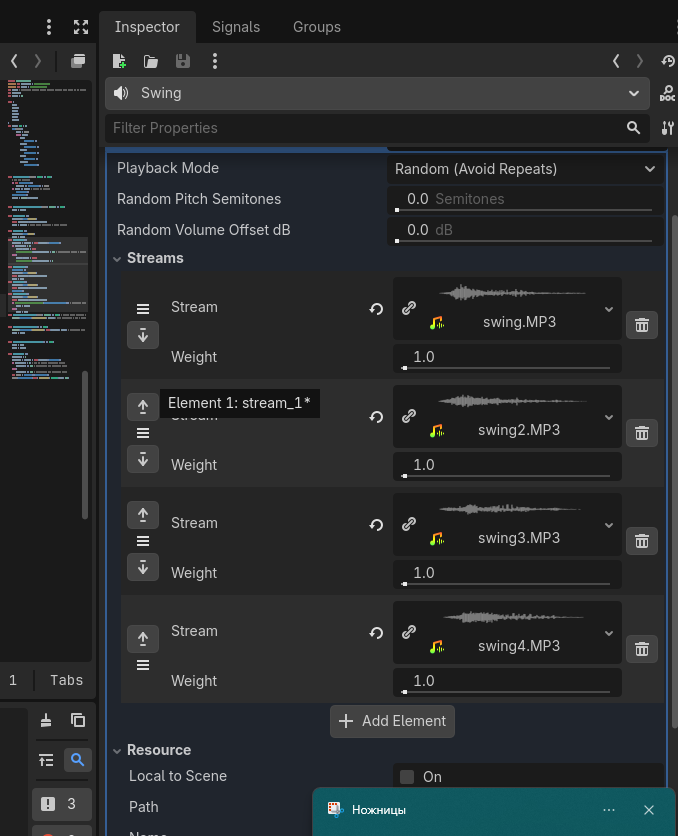 Inspector Signals Groups
Swing
DOC
Filter Properties
Playback Mode Random (Avoid Repeats)
Random Pitch Semitones 0.0 Semitones
Random Volume Offset dB 0.0 dB
Streams
Stream swing.MP3
Weight 1.0
Element 1: stream_1*
swing2.MP3
Weight 1.0
Stream swing3.MP3
Weight 1.0
Stream swing4.MP3
Weight 1.0
1 Tabs
Add Element
Resource
Local to Scene On
3
Path
Ножницы